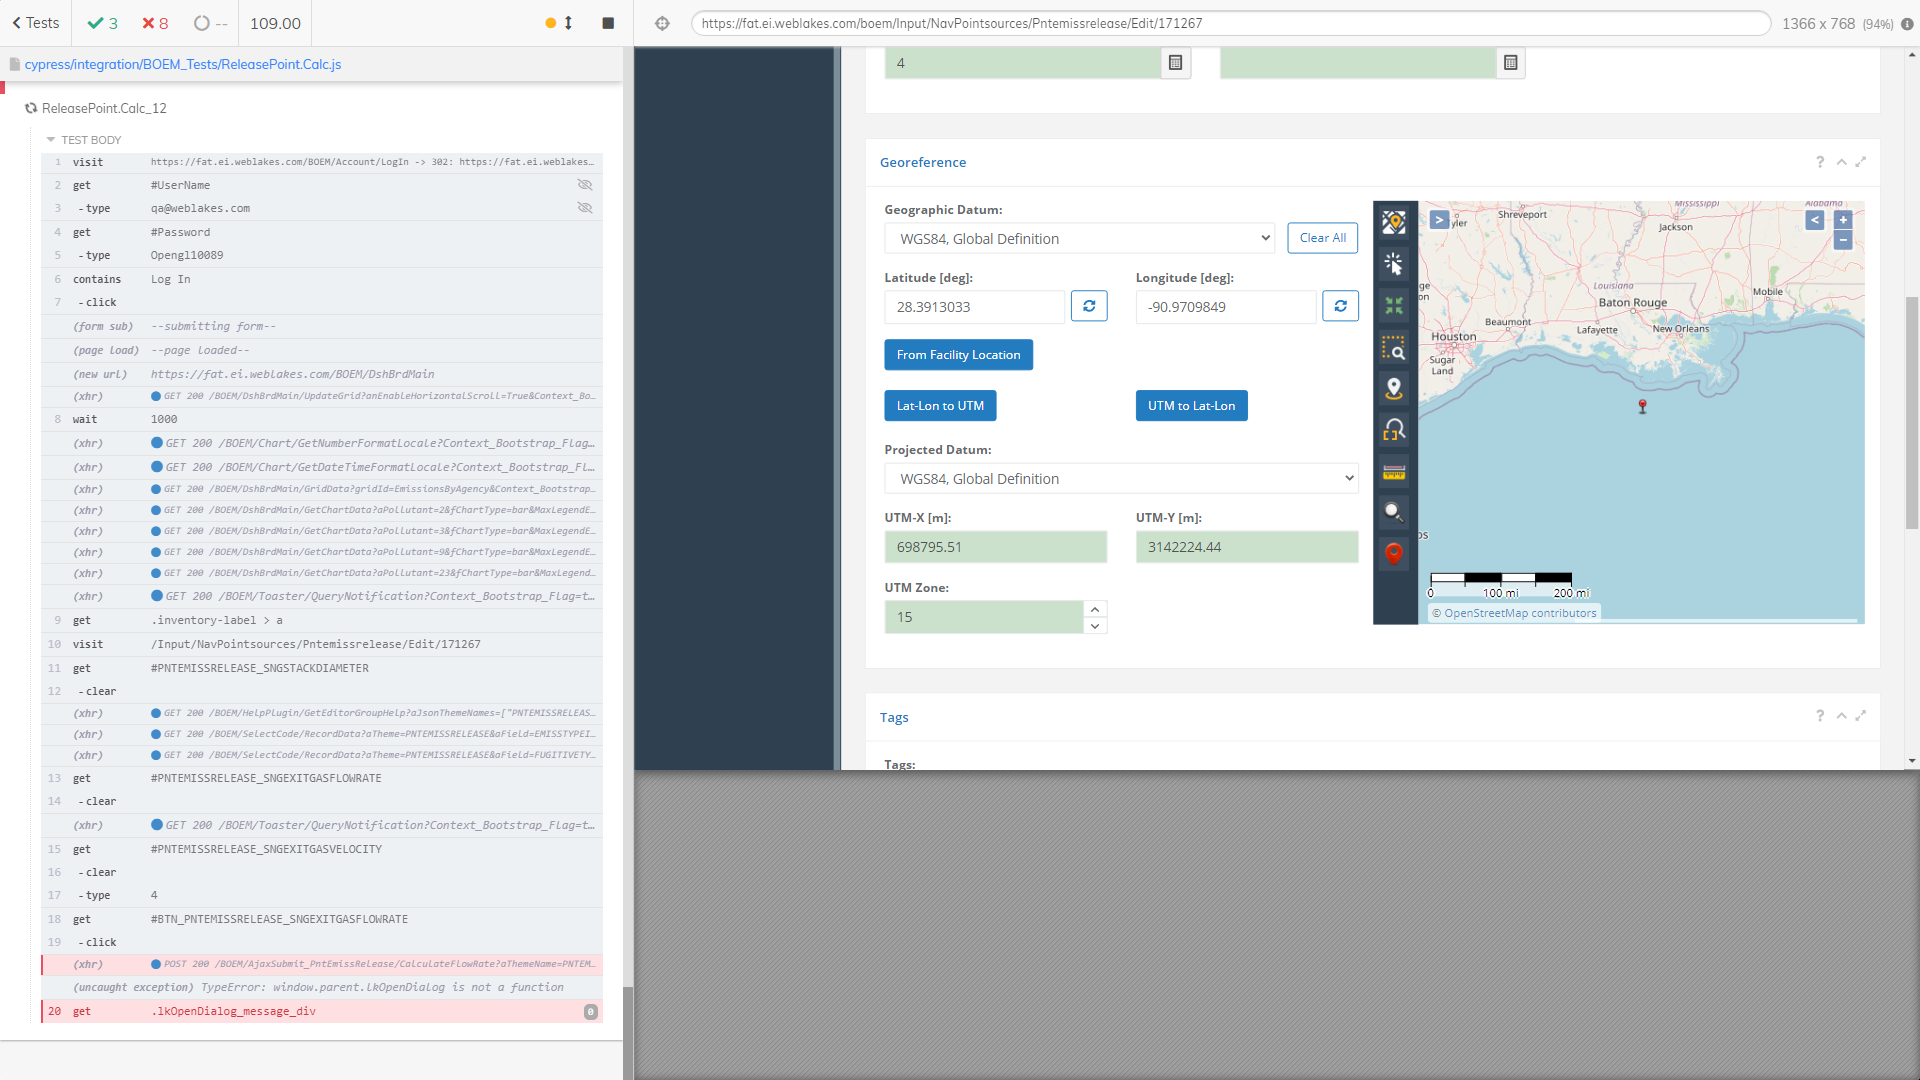 Tests
3
8
--
109.00
https://fat.ei.weblakes.com/boem/Input/NavPointsources/Pntemissrelease/Edit/171267
1366 x 768 (94%)
cypress/integration/BOEM_Tests/ReleasePoint.Calc.js
ReleasePoint.Calc_12
TEST BODY
1 visit https://fat.ei.weblakes.com/BOEM/Account/LogIn -> 302: https://fat.ei.weblakes…
2 get #UserName
3 -type qa@weblakes.com
4 get #Password
5 -type Opengl10089
6 contains Log In
7 -click
(form sub) --submitting form--
(page load) --page loaded--
(new url) https://fat.ei.weblakes.com/BOEM/DshBrdMain
(xhr) GET 200 /BOEM/DshBrdMain/UpdateGrid?anEnableHorizontalScroll=True&Context_Bo…
8 wait 1000
(xhr) GET 200 /BOEM/Chart/GetNumberFormatLocale?Context_Bootstrap_Flag…
(xhr) GET 200 /BOEM/Chart/GetDateTimeFormatLocale?Context_Bootstrap_Fl…
(xhr) GET 200 /BOEM/DshBrdMain/GridData?gridId=EmissionsByAgency&Context_Bootstrap…
(xhr) GET 200 /BOEM/DshBrdMain/GetChartData?aPollutant=2&fChartType=bar&MaxLegendE…
(xhr) GET 200 /BOEM/DshBrdMain/GetChartData?aPollutant=3&fChartType=bar&MaxLegendE…
(xhr) GET 200 /BOEM/DshBrdMain/GetChartData?aPollutant=9&fChartType=bar&MaxLegendE…
(xhr) GET 200 /BOEM/DshBrdMain/GetChartData?aPollutant=23&fChartType=bar&MaxLegend…
(xhr) GET 200 /BOEM/Toaster/QueryNotification?Context_Bootstrap_Flag=t…
9 get .inventory-label > a
10 visit /Input/NavPointsources/Pntemissrelease/Edit/171267
11 get #PNTEMISSRELEASE_SNGSTACKDIAMETER
12 -clear
(xhr) GET 200 /BOEM/HelpPlugin/GetEditorGroupHelp?aJsonThemeNames=["PNTEMISSRELEAS…
(xhr) GET 200 /BOEM/SelectCode/RecordData?aTheme=PNTEMISSRELEASE&aField=EMISSTYPEI…
(xhr) GET 200 /BOEM/SelectCode/RecordData?aTheme=PNTEMISSRELEASE&aField=FUGITIVETY…
13 get #PNTEMISSRELEASE_SNGEXITGASFLOWRATE
14 -clear
(xhr) GET 200 /BOEM/Toaster/QueryNotification?Context_Bootstrap_Flag=t…
15 get #PNTEMISSRELEASE_SNGEXITGASVELOCITY
16 -clear
17 -type 4
18 get #BTN_PNTEMISSRELEASE_SNGEXITGASFLOWRATE
19 -click
(xhr) POST 200 /BOEM/AjaxSubmit_PntEmissRelease/CalculateFlowRate?aThemeName=PNTEM…
(uncaught exception) TypeError: window.parent.lkOpenDialog is not a function
20 get .lkOpenDialog_message_div 0
4
Georeference
?
Geographic Datum:
WGS84, Global Definition
Clear All
Latitude [deg]:
Longitude [deg]:
28.3913033
-90.9709849
From Facility Location
Lat-Lon to UTM
UTM to Lat-Lon
Projected Datum:
WGS84, Global Definition
UTM-X [m]:
UTM-Y [m]:
698795.51
3142224.44
UTM Zone:
15
>
<
+
−
Mississippi
Alabama
yler
Shreveport
Jackson
Louisiana
Mobile
Baton Rouge
ge
on
Beaumont
Lafayette
New Orleans
Houston
Sugar
Land
os
0
100 mi
200 mi
© OpenStreetMap contributors
Tags
?
Tags: